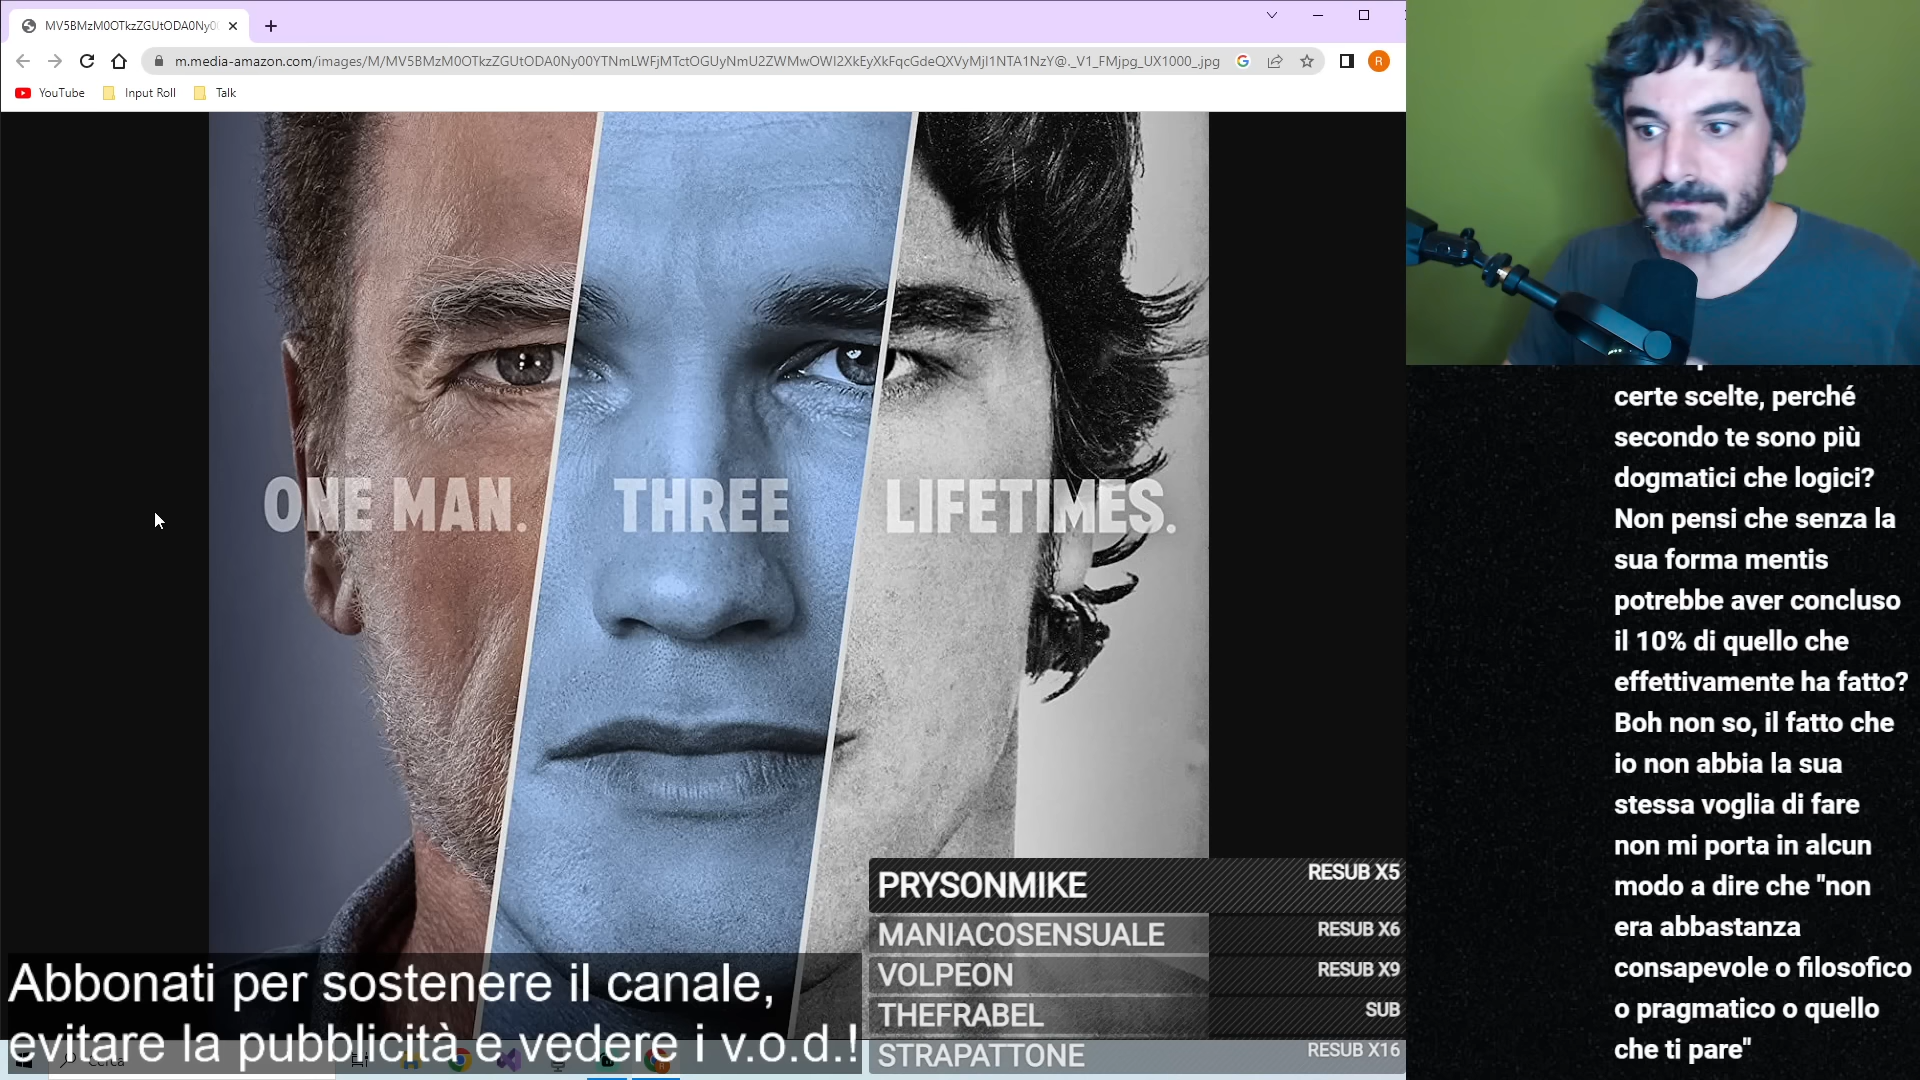 MV5BMzM0OTkzZGUtODA0Ny00
m.media-amazon.com/images/M/MV5BMzM0OTkzZGUtODA0Ny00YTNmLWFjMTctOGUyNmU2ZWMwOWI2XkEyXkFqcGdeQXVyMjI1NTA1NzY@._V1_FMjpg_UX1000_.jpg
R
YouTube
Input Roll
Talk
ONE MAN. THREE LIFETIMES.
certe scelte, perché
secondo te sono più
dogmatici che logici?
Non pensi che senza la
sua forma mentis
potrebbe aver concluso
il 10% di quello che
effettivamente ha fatto?
Boh non so, il fatto che
io non abbia la sua
stessa voglia di fare
non mi porta in alcun
modo a dire che "non
era abbastanza
consapevole o filosofico
o pragmatico o quello
che ti pare"
PRYSONMIKE RESUB X5
MANIACOSENSUALE RESUB X6
VOLPEON RESUB X9
THEFRABEL SUB
STRAPATTONE RESUB X16
Abbonati per sostenere il canale,
evitare la pubblicità e vedere i v.o.d.!
Cerca